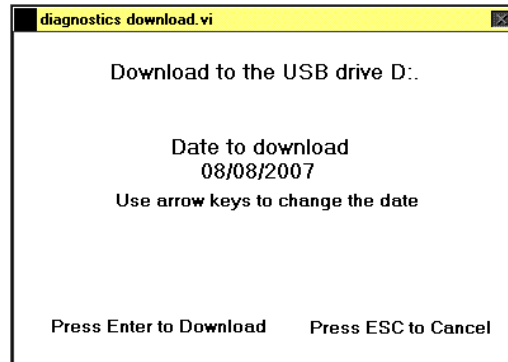 diagnostics download.vi
Download to the USB drive D:.
Date to download
08/08/2007
Use arrow keys to change the date
Press Enter to Download
Press ESC to Cancel